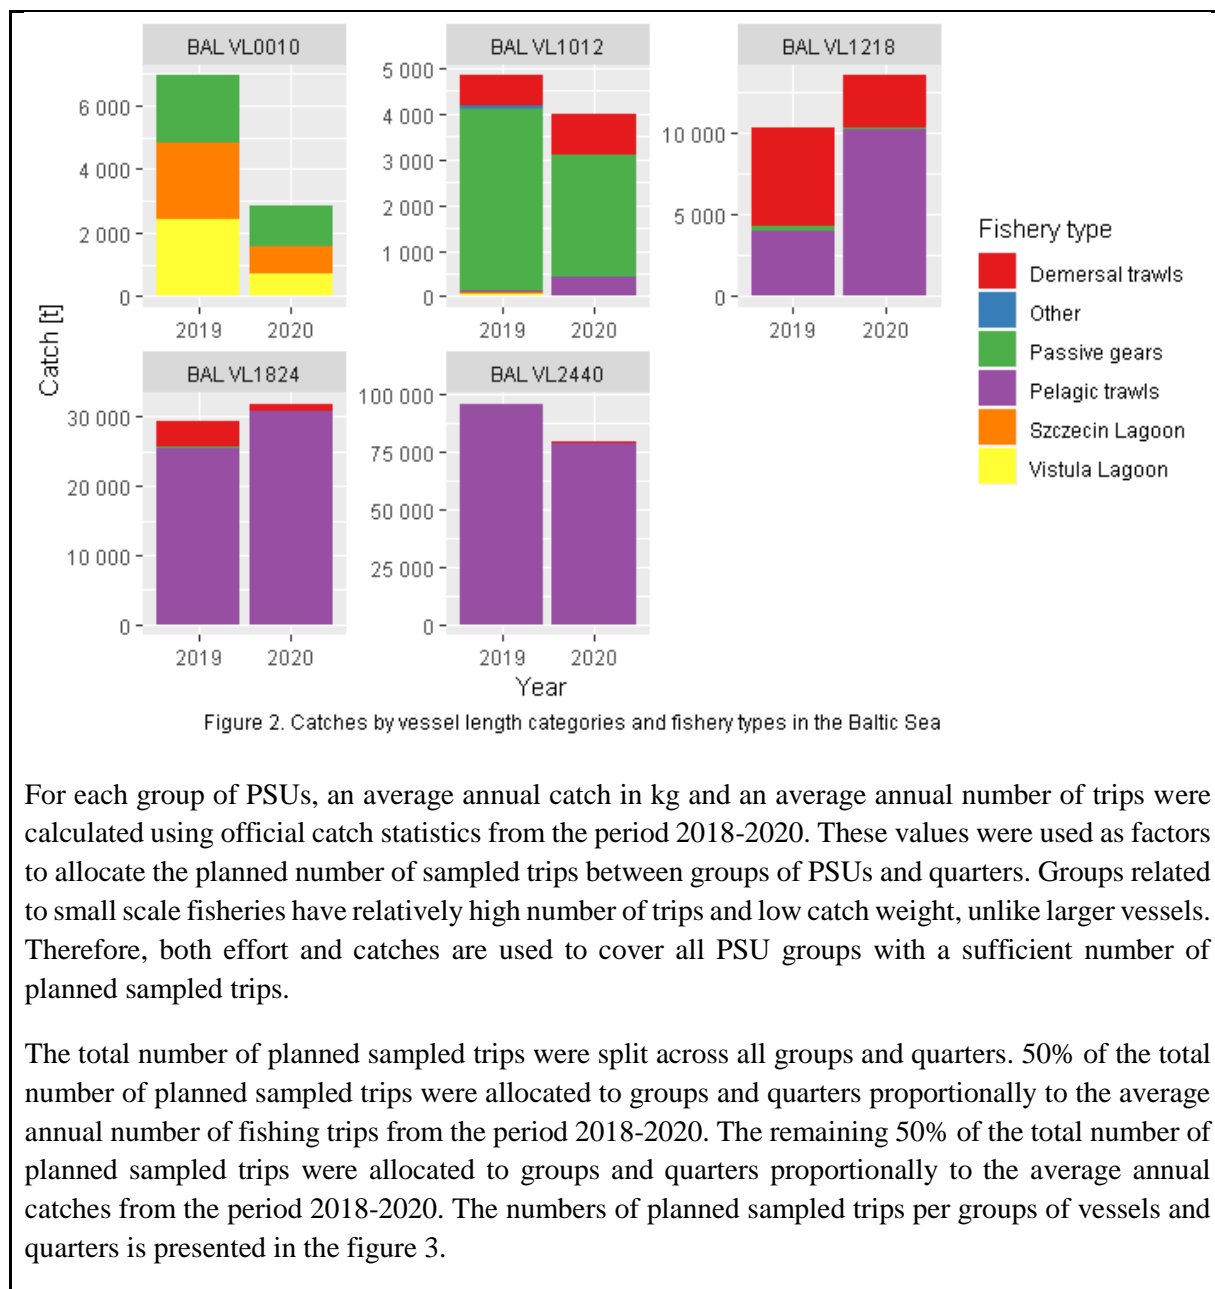 BAL VL0010
BAL VL1012
BAL VL1218
6 000
4 000
2 000
0
5 000
4 000
3 000
2 000
1 000
0
10 000
5 000
0
2019
2020
2019
2020
2019
2020
Catch [t]
BAL VL1824
BAL VL2440
30 000
20 000
10 000
0
100 000
75 000
50 000
25 000
0
2019
2020
2019
2020
Year
Fishery type
Demersal trawls
Other
Passive gears
Pelagic trawls
Szczecin Lagoon
Vistula Lagoon
Figure 2. Catches by vessel length categories and fishery types in the Baltic Sea
For each group of PSUs, an average annual catch in kg and an average annual number of trips were
calculated using official catch statistics from the period 2018-2020. These values were used as factors
to allocate the planned number of sampled trips between groups of PSUs and quarters. Groups related
to small scale fisheries have relatively high number of trips and low catch weight, unlike larger vessels.
Therefore, both effort and catches are used to cover all PSU groups with a sufficient number of
planned sampled trips.
The total number of planned sampled trips were split across all groups and quarters. 50% of the total
number of planned sampled trips were allocated to groups and quarters proportionally to the average
annual number of fishing trips from the period 2018-2020. The remaining 50% of the total number of
planned sampled trips were allocated to groups and quarters proportionally to the average annual
catches from the period 2018-2020. The numbers of planned sampled trips per groups of vessels and
quarters is presented in the figure 3.